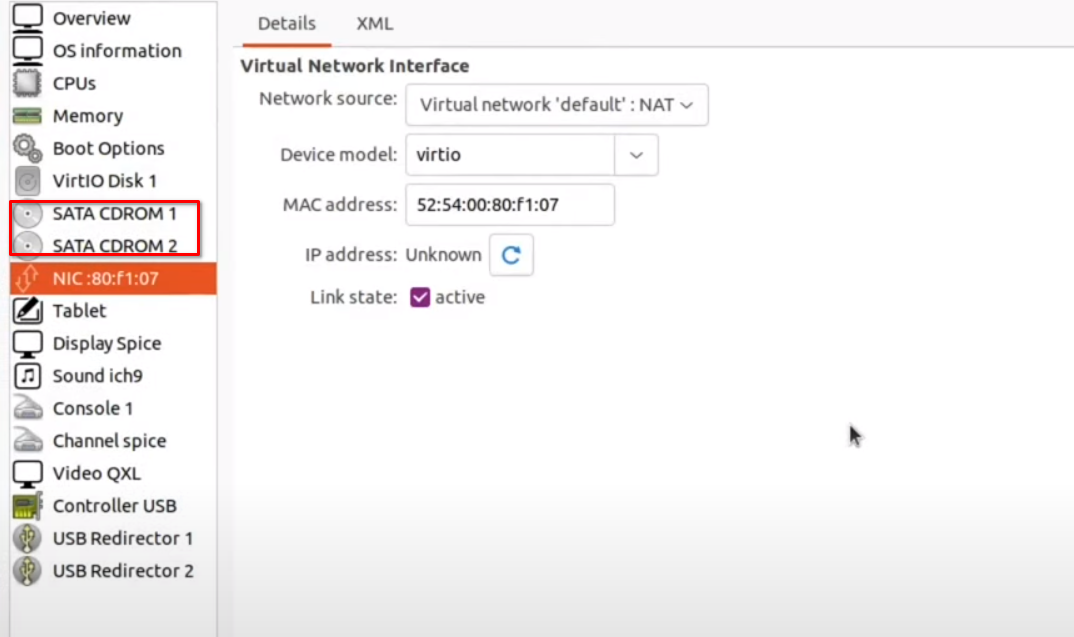 Overview
OS information
CPUs
Memory
Boot Options
VirtIO Disk 1
SATA CDROM 1
SATA CDROM 2
NIC :80:f1:07
Tablet
Display Spice
Sound ich9
Console 1
Channel spice
Video QXL
Controller USB
USB Redirector 1
USB Redirector 2
Details XML
Virtual Network Interface
Network source: Virtual network 'default' : NAT
Device model: virtio
MAC address: 52:54:00:80:f1:07
IP address: Unknown
Link state: active